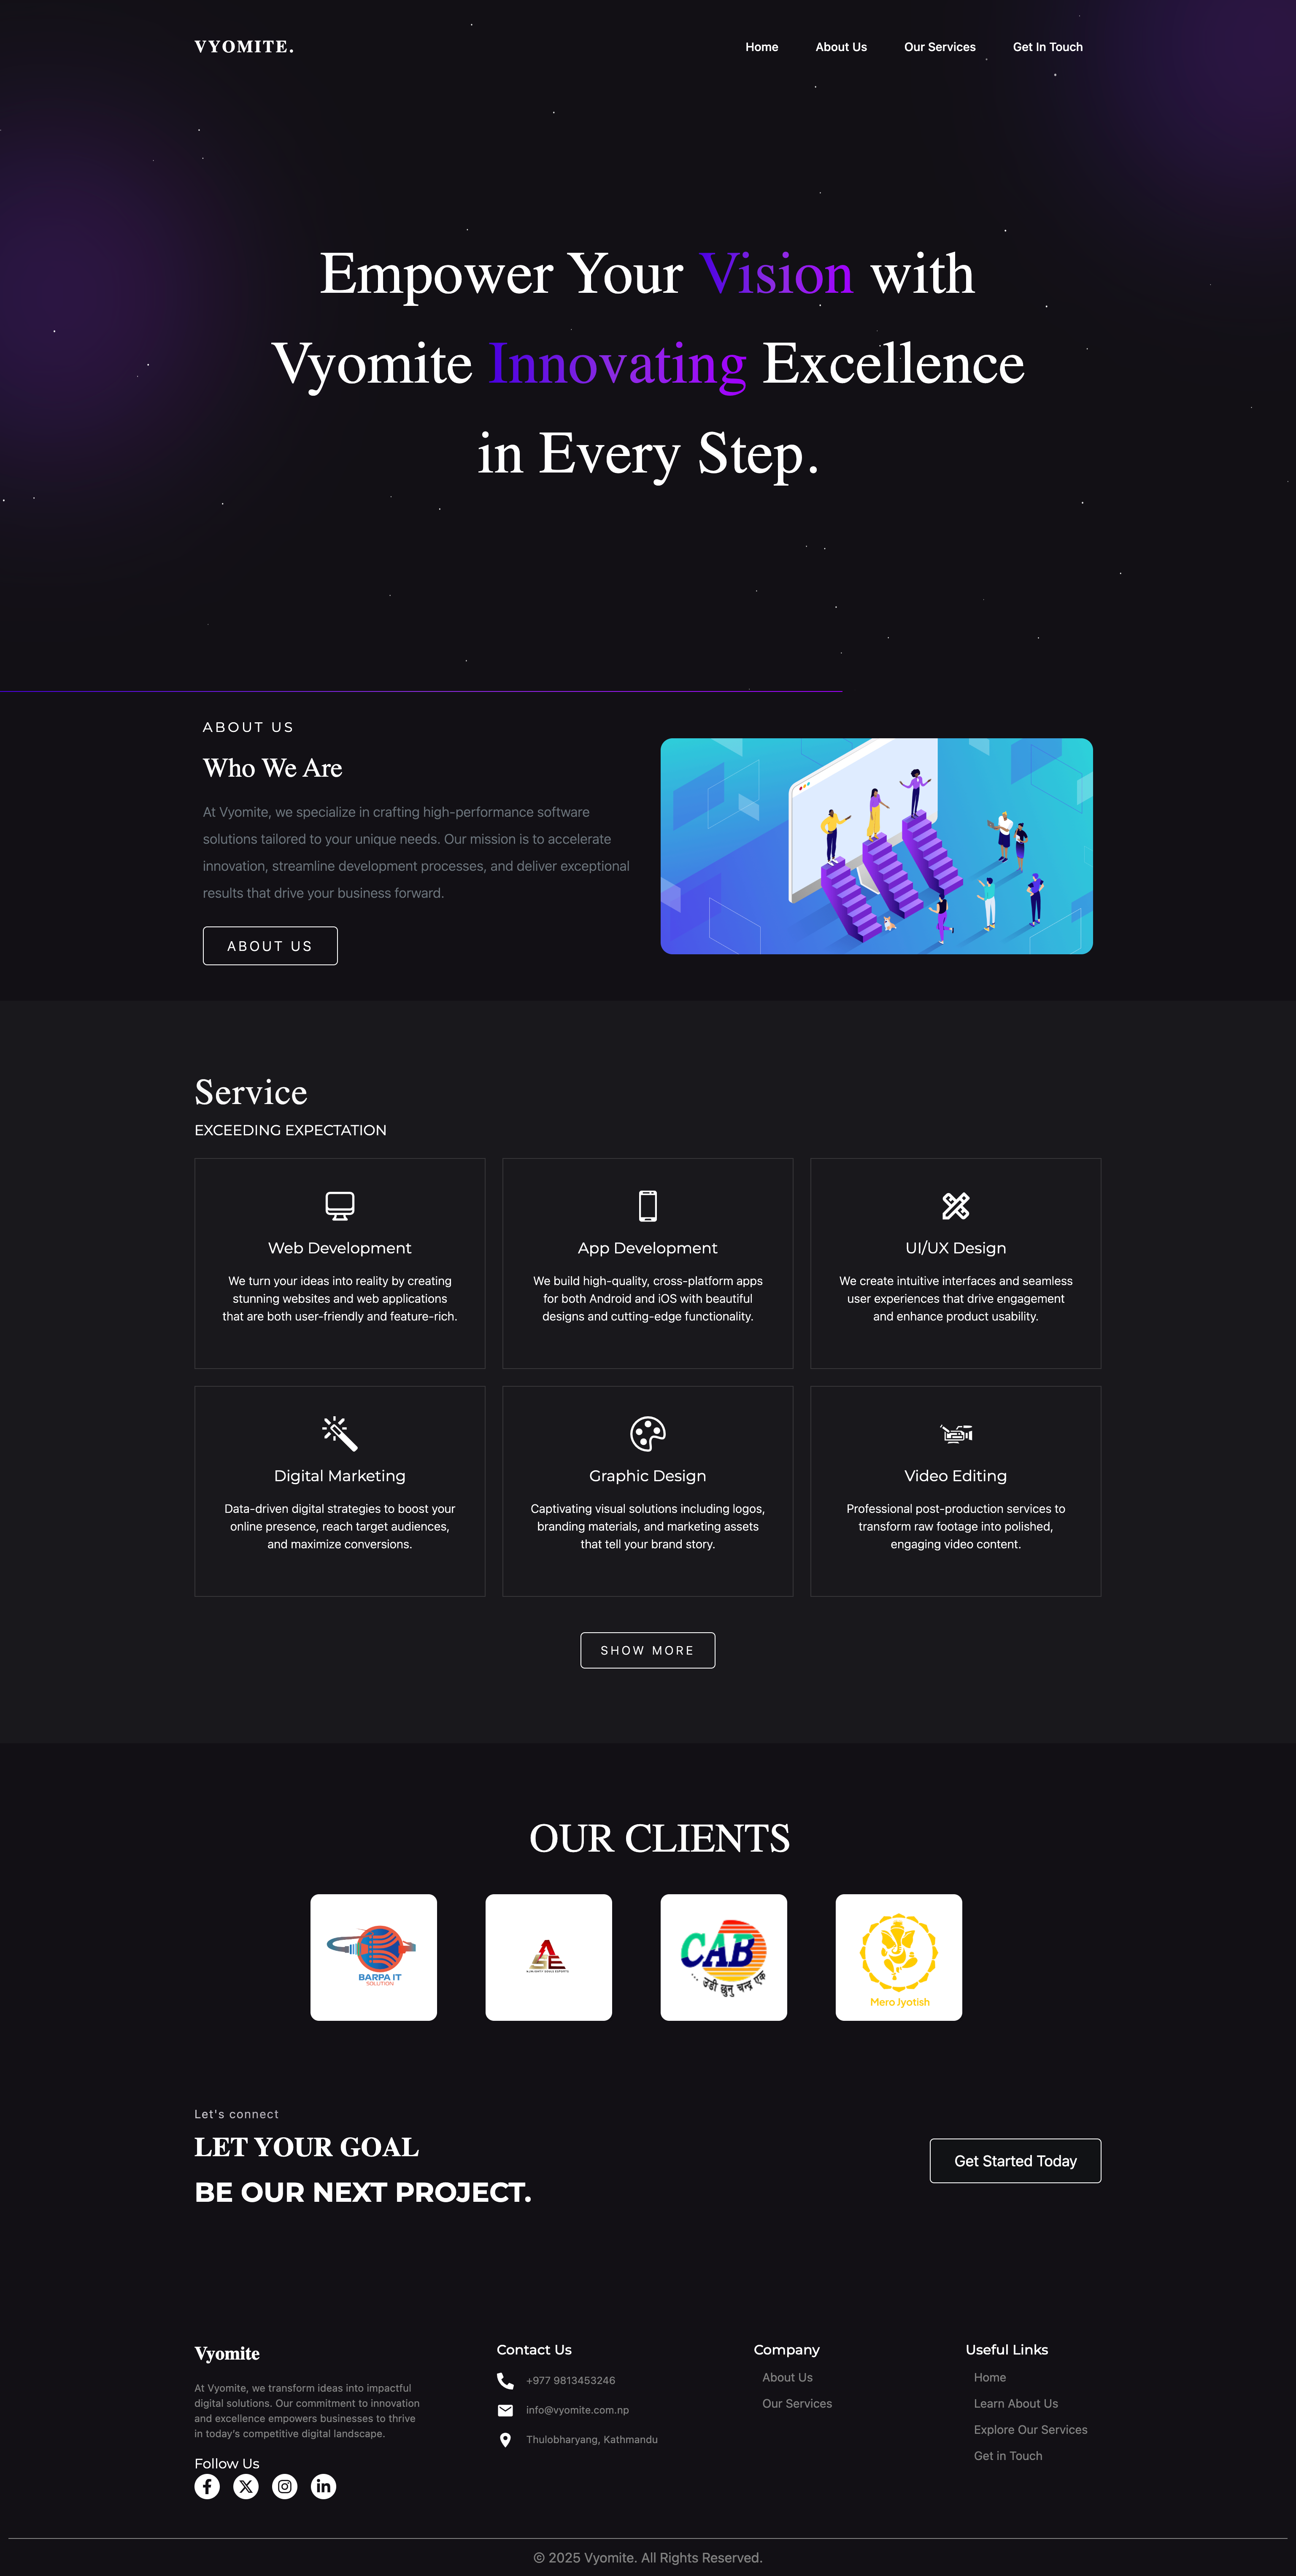 VYOMITE.
Home
About Us
Our Services
Get In Touch
Empower Your Vision with
Vyomite Innovating Excellence
in Every Step.
ABOUT US
Who We Are
At Vyomite, we specialize in crafting high-performance software
solutions tailored to your unique needs. Our mission is to accelerate
innovation, streamline development processes, and deliver exceptional
results that drive your business forward.
ABOUT US
Service
EXCEEDING EXPECTATION
Web Development
We turn your ideas into reality by creating
stunning websites and web applications
that are both user-friendly and feature-rich.
App Development
We build high-quality, cross-platform apps
for both Android and iOS with beautiful
designs and cutting-edge functionality.
UI/UX Design
We create intuitive interfaces and seamless
user experiences that drive engagement
and enhance product usability.
Digital Marketing
Data-driven digital strategies to boost your
online presence, reach target audiences,
and maximize conversions.
Graphic Design
Captivating visual solutions including logos,
branding materials, and marketing assets
that tell your brand story.
Video Editing
Professional post-production services to
transform raw footage into polished,
engaging video content.
SHOW MORE
OUR CLIENTS
BARPA IT
SOLUTION
ASE
CAB
... उडी छुनु चन्द्र एक
Mero Jyotish
Let's connect
LET YOUR GOAL
BE OUR NEXT PROJECT.
Get Started Today
Vyomite
At Vyomite, we transform ideas into impactful
digital solutions. Our commitment to innovation
and excellence empowers businesses to thrive
in today's competitive digital landscape.
Follow Us
Contact Us
+977 9813453246
info@vyomite.com.np
Thulobharyang, Kathmandu
Company
About Us
Our Services
Useful Links
Home
Learn About Us
Explore Our Services
Get in Touch
© 2025 Vyomite. All Rights Reserved.